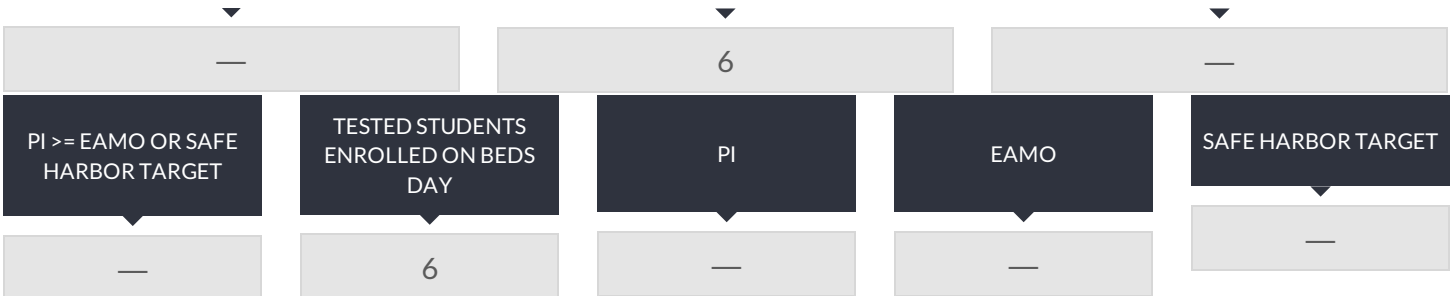 —
6
—
PI >= EAMO OR SAFE
HARBOR TARGET
TESTED STUDENTS
ENROLLED ON BEDS
DAY
PI
EAMO
SAFE HARBOR TARGET
—
6
—
—
—